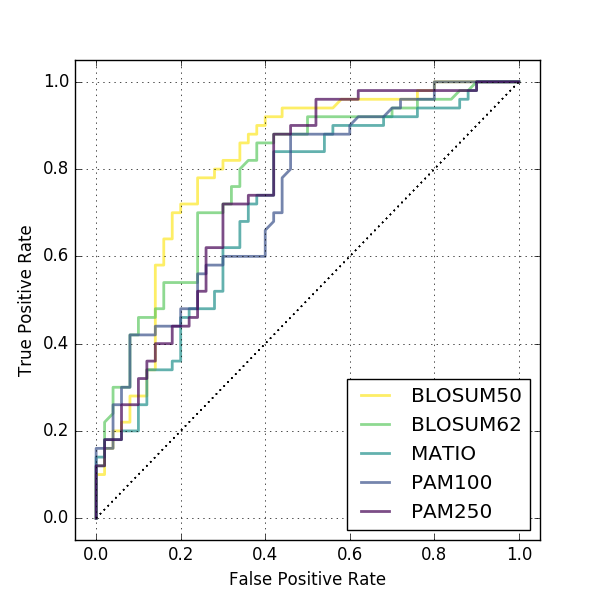 1.0
0.8
0.6
0.4
0.2
0.0
True Positive Rate
BLOSUM50
BLOSUM62
MATIO
PAM100
PAM250
0.0 0.2 0.4 0.6 0.8 1.0
False Positive Rate